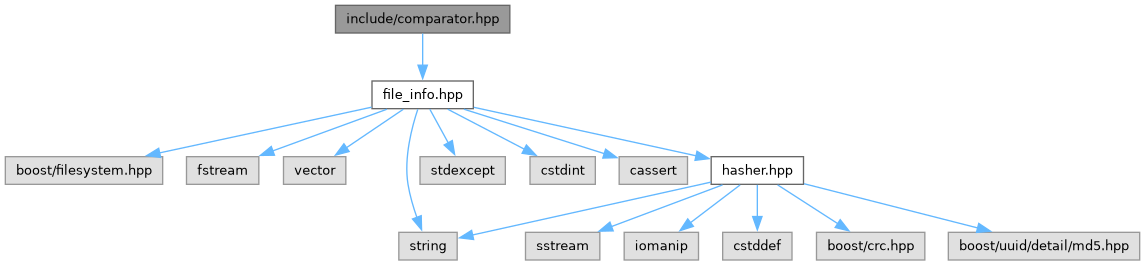 include/comparator.hpp
file_info.hpp
boost/filesystem.hpp
fstream
vector
stdexcept
cstdint
cassert
hasher.hpp
string
sstream
iomanip
cstddef
boost/crc.hpp
boost/uuid/detail/md5.hpp